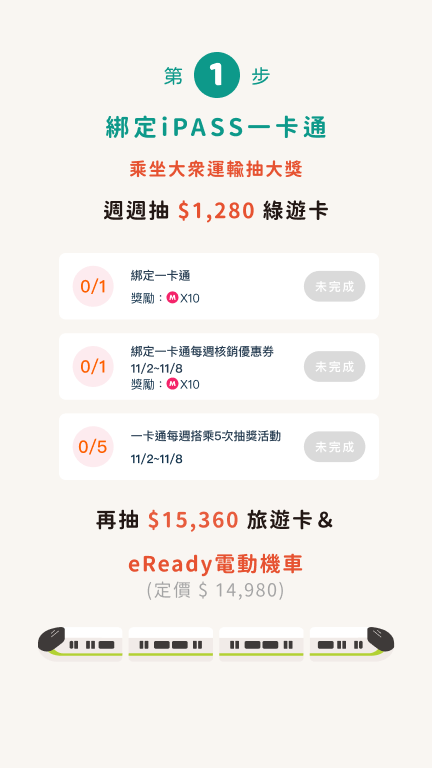 第 1 步
綁定iPASS一卡通
乘坐大眾運輸抽大獎
週週抽 $1,280 綠遊卡
0/1
綁定一卡通
獎勵：M X10
未完成
0/1
綁定一卡通每週核銷優惠券
11/2~11/8
獎勵：M X10
未完成
0/5
一卡通每週搭乘5次抽獎活動
11/2~11/8
未完成
再抽 $15,360 旅遊卡＆
eReady電動機車
(定價 $ 14,980)